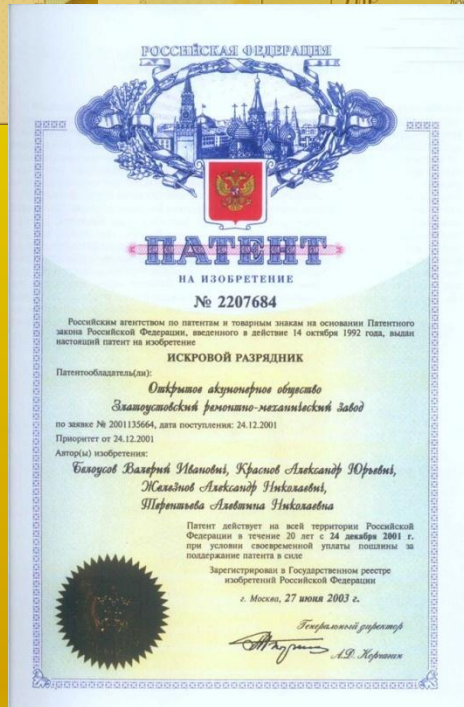 РОССИЙСКАЯ ФЕДЕРАЦИЯ
ПАТЕНТ
НА ИЗОБРЕТЕНИЕ
№ 2207684
Российским агентством по патентам и товарным знакам на основании Патентного
закона Российской Федерации, введенного в действие 14 октября 1992 года, выдан
настоящий патент на изобретение
ИСКРОВОЙ РАЗРЯДНИК
Патентообладатель(ли):
Открытое акционерное общество
Златоустовский ремонтно-механический завод
по заявке № 2001135664, дата поступления: 24.12.2001
Приоритет от 24.12.2001
Автор(ы) изобретения:
Белоусов Валерий Иванович, Краснов Александр Юрьевич,
Железнов Александр Николаевич,
Терентьева Алевтина Николаевна
Патент действует на всей территории Российской
Федерации в течение 20 лет с 24 декабря 2001 г.
при условии своевременной уплаты пошлины за
поддержание патента в силе
Зарегистрирован в Государственном реестре
изобретений Российской Федерации
г. Москва, 27 июня 2003 г.
Генеральный директор
А.Д. Корчагин